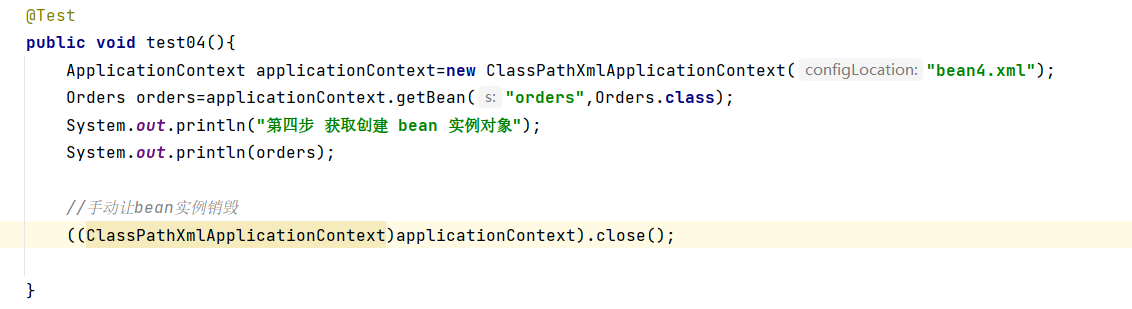 @Test
public void test04(){
ApplicationContext applicationContext=new ClassPathXmlApplicationContext( configLocation: "bean4.xml");
Orders orders=applicationContext.getBean( s: "orders",Orders.class);
System.out.println("第四步 获取创建 bean 实例对象");
System.out.println(orders);
//手动让bean实例销毁
((ClassPathXmlApplicationContext)applicationContext).close();
}